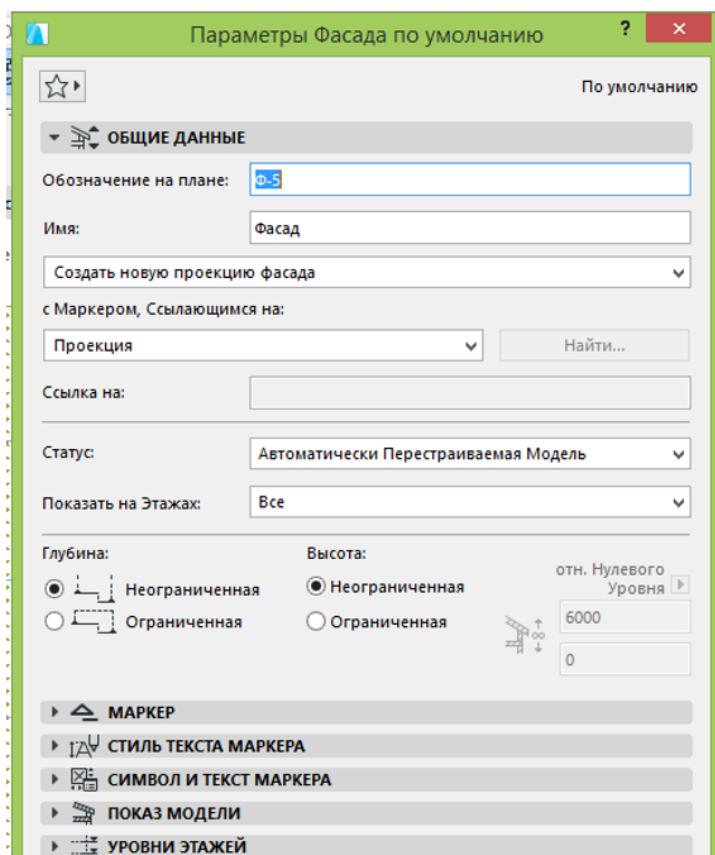 Параметры Фасада по умолчанию ? ×
По умолчанию
ОБЩИЕ ДАННЫЕ
Обозначение на плане: Ф-5
Имя: Фасад
Создать новую проекцию фасада
с Маркером, Ссылающимся на:
Проекция Найти...
Ссылка на:
Статус: Автоматически Перестраиваемая Модель
Показать на Этажах: Все
Глубина: Высота:
отн. Нулевого
Уровня
Неограниченная Неограниченная
Ограниченная Ограниченная 6000
0
МАРКЕР
СТИЛЬ ТЕКСТА МАРКЕРА
СИМВОЛ И ТЕКСТ МАРКЕРА
ПОКАЗ МОДЕЛИ
УРОВНИ ЭТАЖЕЙ